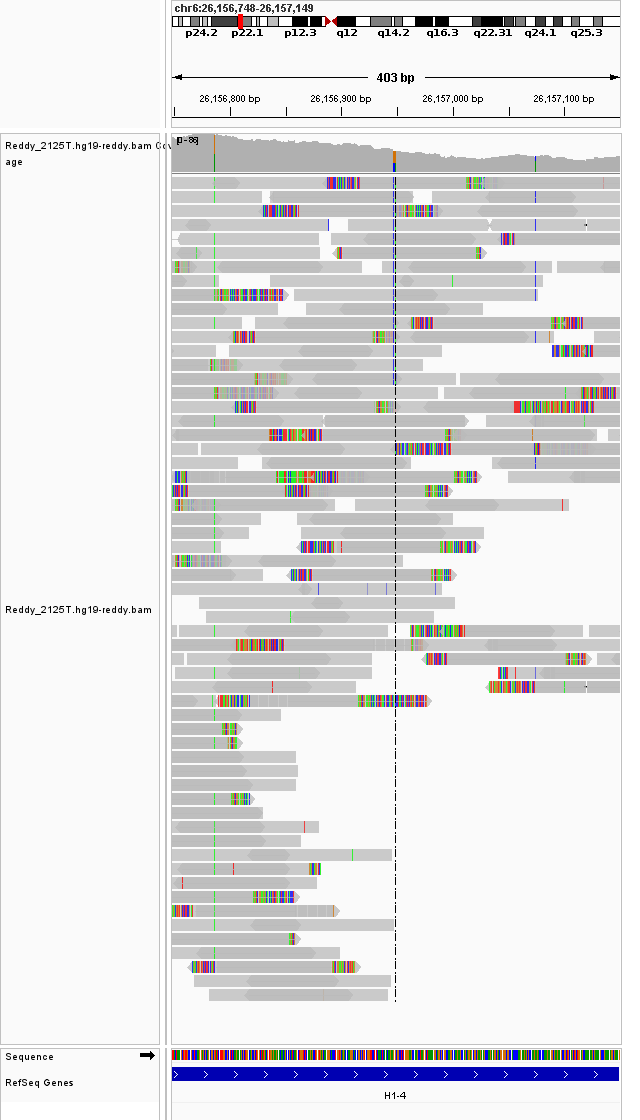 chr6:26,156,748-26,157,149
p24.2 p22.1 p12.3 q12 q14.2 q16.3 q22.31 q24.1 q25.3
403 bp
26,156,800 bp 26,156,900 bp 26,157,000 bp 26,157,100 bp
Reddy_2125T.hg19-reddy.bam Cov
age
Reddy_2125T.hg19-reddy.bam
Sequence
RefSeq Genes
H1-4